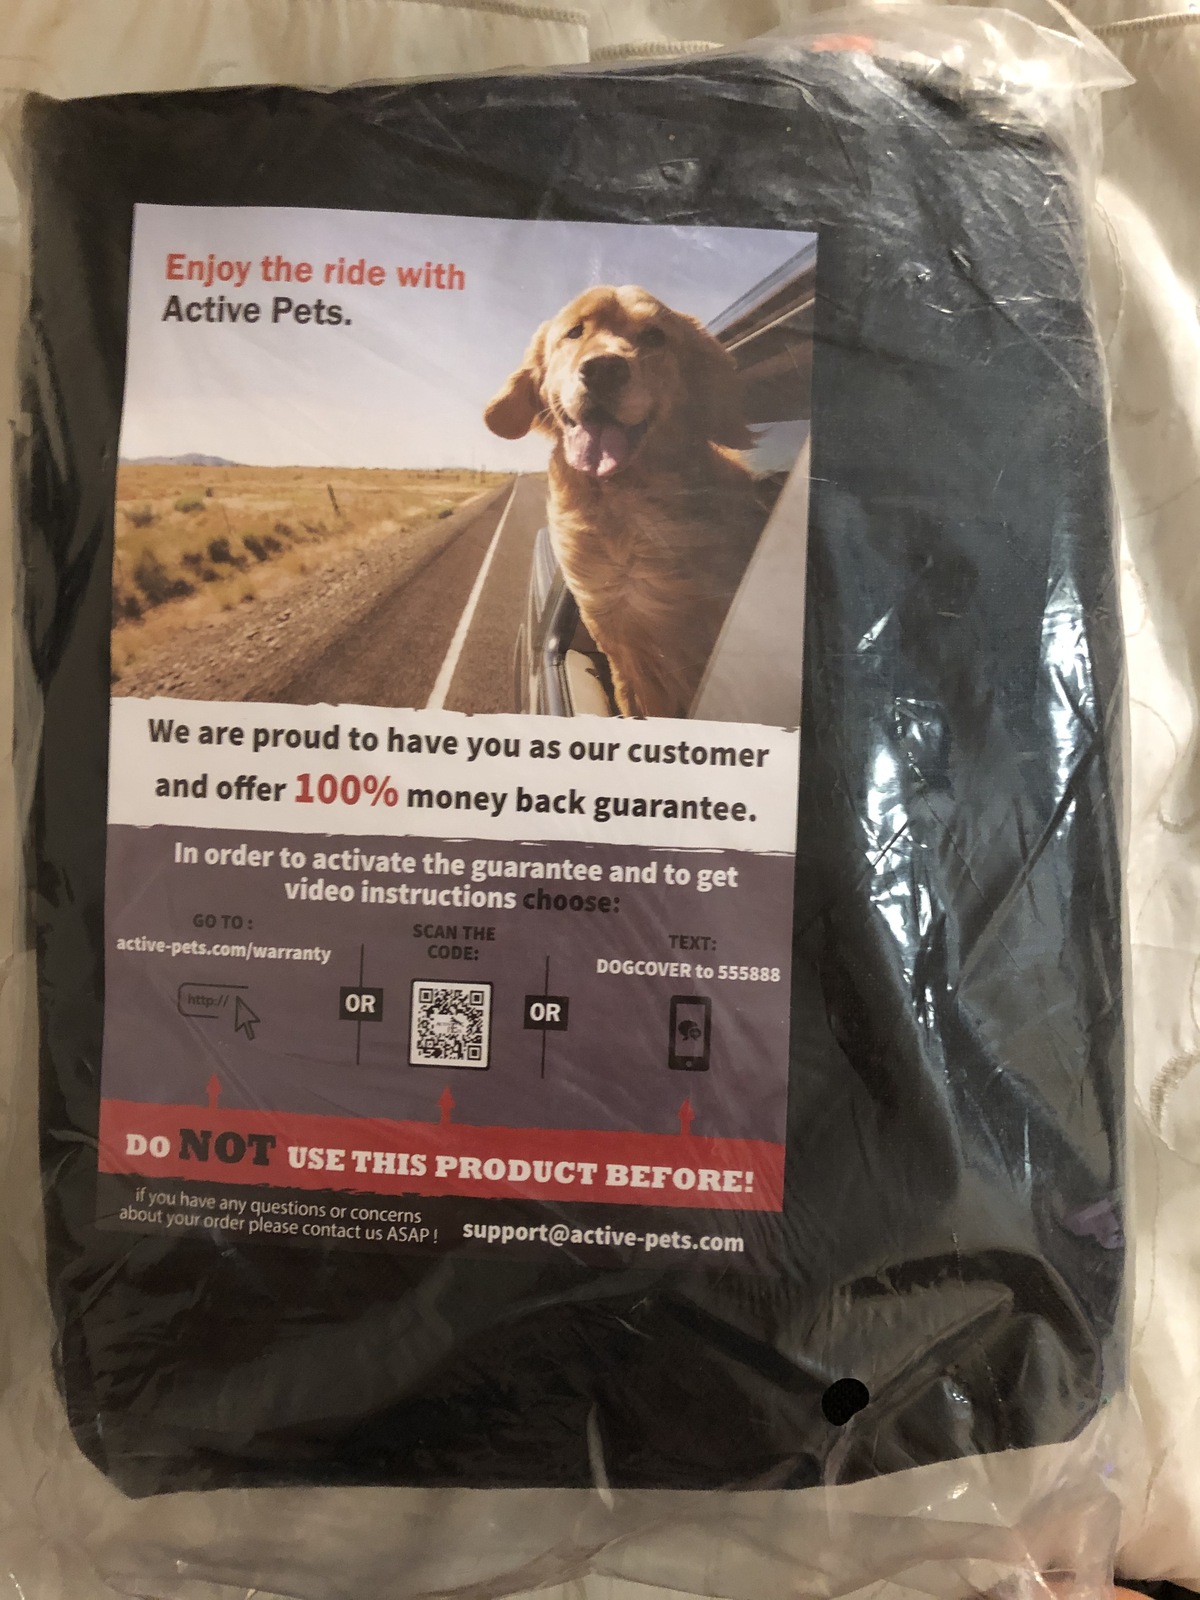 Enjoy the ride with
Active Pets.
We are proud to have you as our customer
and offer 100% money back guarantee.
In order to activate the guarantee and to get
video instructions choose:
GO TO :
active-pets.com/warranty
http://
OR
SCAN THE
CODE:
OR
TEXT:
DOGCOVER to 555888
DO NOT USE THIS PRODUCT BEFORE!
if you have any questions or concerns
about your order please contact us ASAP !
support@active-pets.com